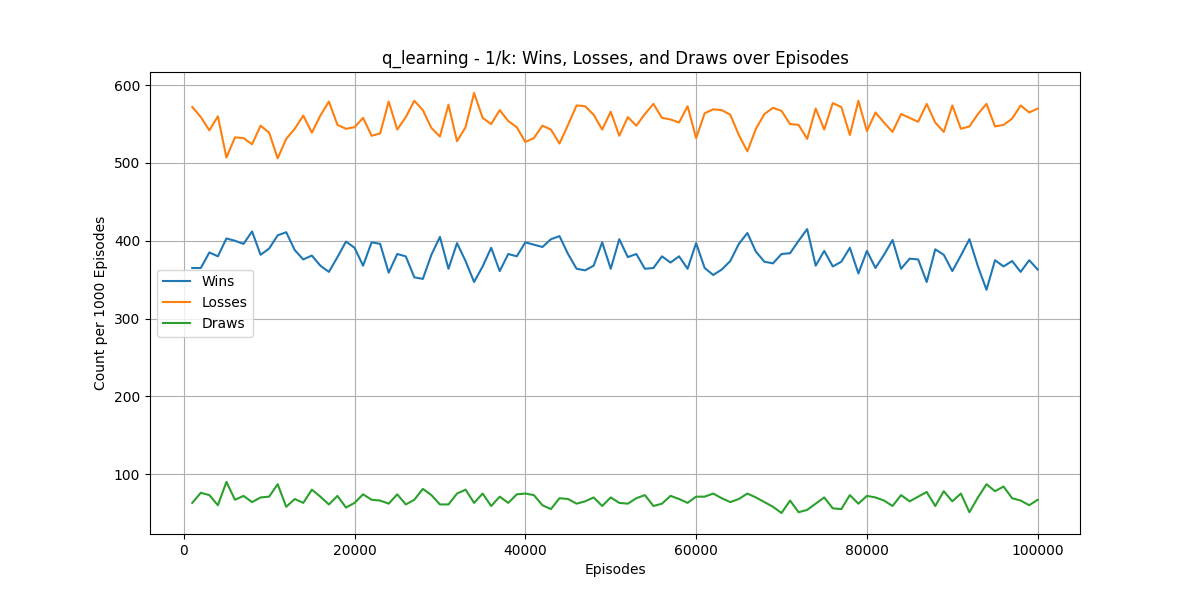 q_learning - 1/k: Wins, Losses, and Draws over Episodes
600
500
400
300
200
100
Count per 1000 Episodes
Wins
Losses
Draws
0
20000
40000
60000
80000
100000
Episodes